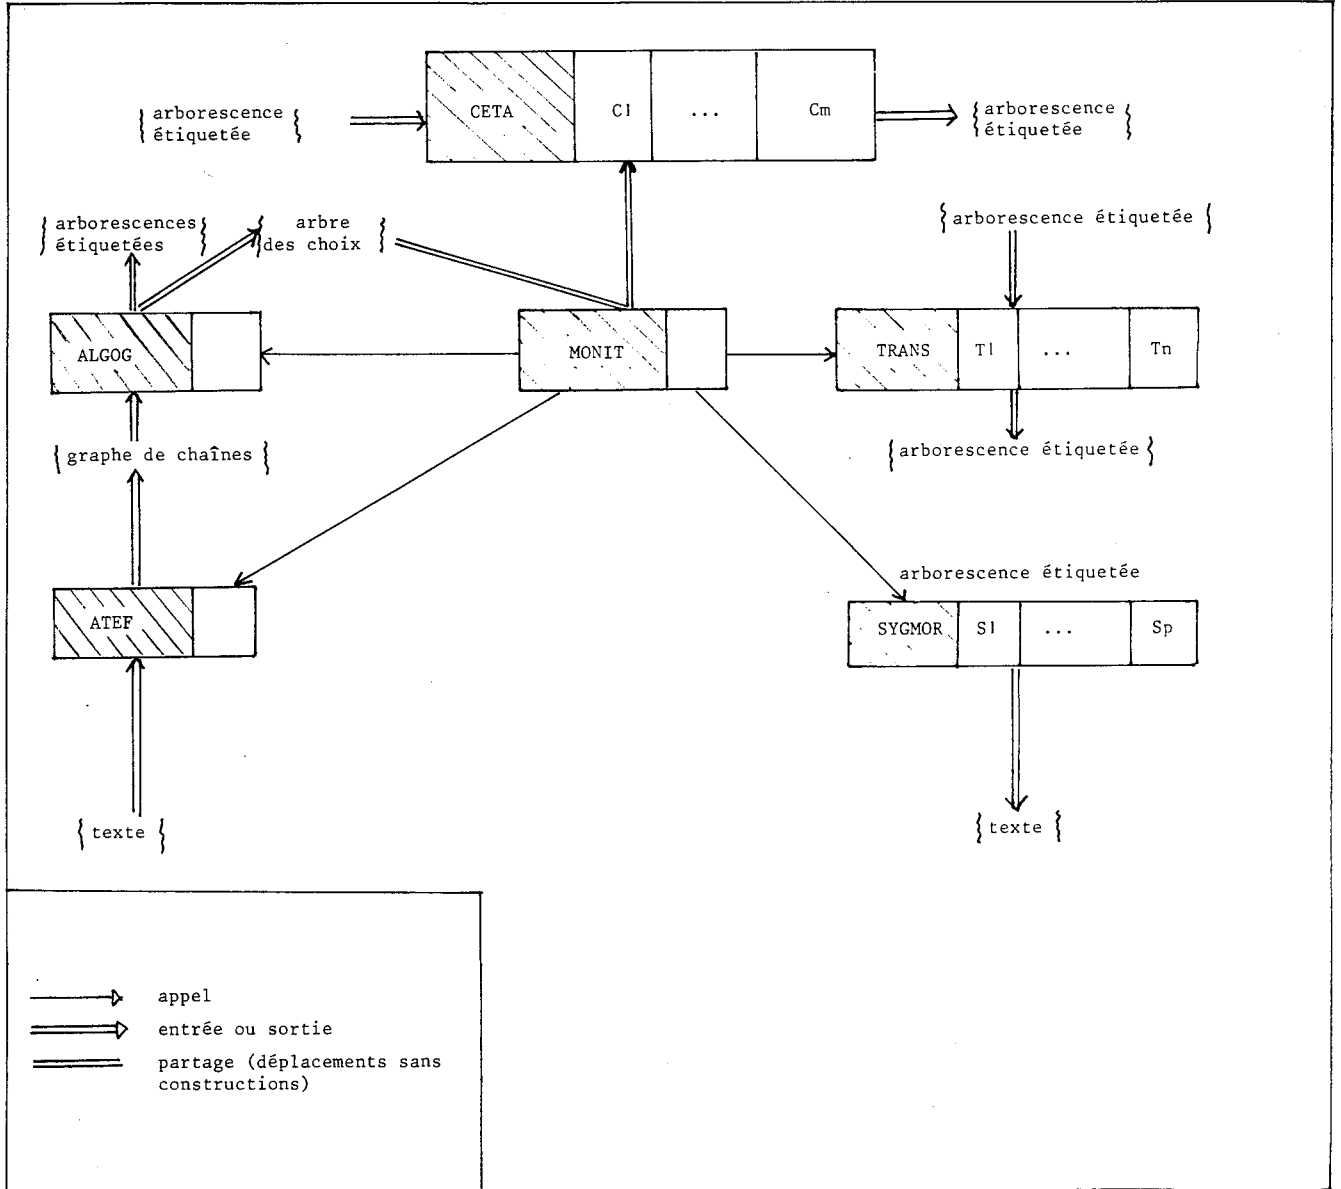 CETA
C1
...
Cm
arborescence
étiquetée
arborescence
étiquetée
arborescences
étiquetées
arbre
des choix
arborescence étiquetée
ALGOG
MONIT
TRANS
T1
...
Tn
graphe de chaînes
arborescence étiquetée
arborescence étiquetée
ATEF
SYGMOR
S1
...
Sp
texte
texte
appel
entrée ou sortie
partage (déplacements sans
constructions)